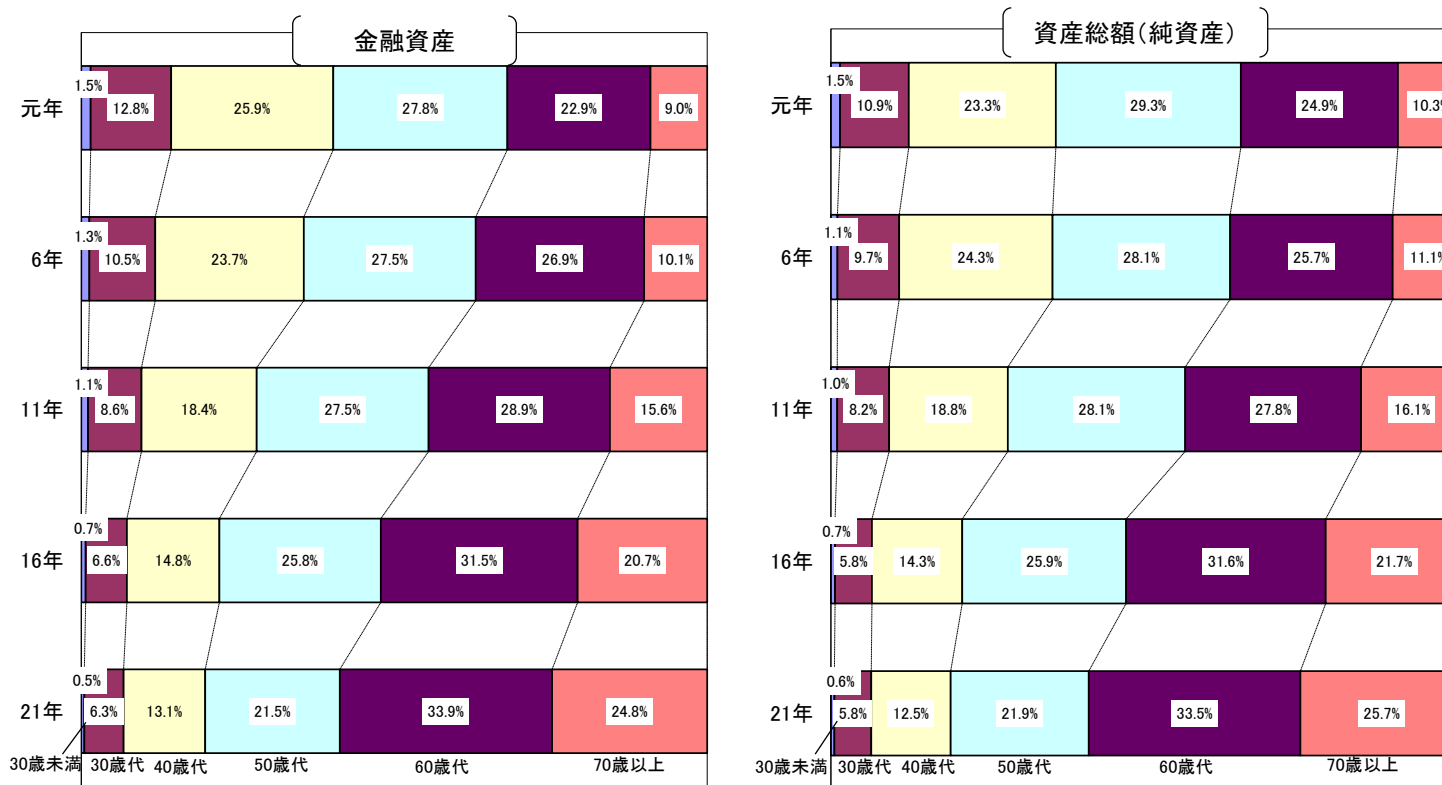 金融資産
元年 1.5% 12.8% 25.9% 27.8% 22.9% 9.0%
6年 1.3% 10.5% 23.7% 27.5% 26.9% 10.1%
11年 1.1% 8.6% 18.4% 27.5% 28.9% 15.6%
16年 0.7% 6.6% 14.8% 25.8% 31.5% 20.7%
21年 0.5% 6.3% 13.1% 21.5% 33.9% 24.8%
30歳未満 30歳代 40歳代 50歳代 60歳代 70歳以上
資産総額(純資産)
元年 1.5% 10.9% 23.3% 29.3% 24.9% 10.3%
6年 1.1% 9.7% 24.3% 28.1% 25.7% 11.1%
11年 1.0% 8.2% 18.8% 28.1% 27.8% 16.1%
16年 0.7% 5.8% 14.3% 25.9% 31.6% 21.7%
21年 0.6% 5.8% 12.5% 21.9% 33.5% 25.7%
30歳未満 30歳代 40歳代 50歳代 60歳代 70歳以上